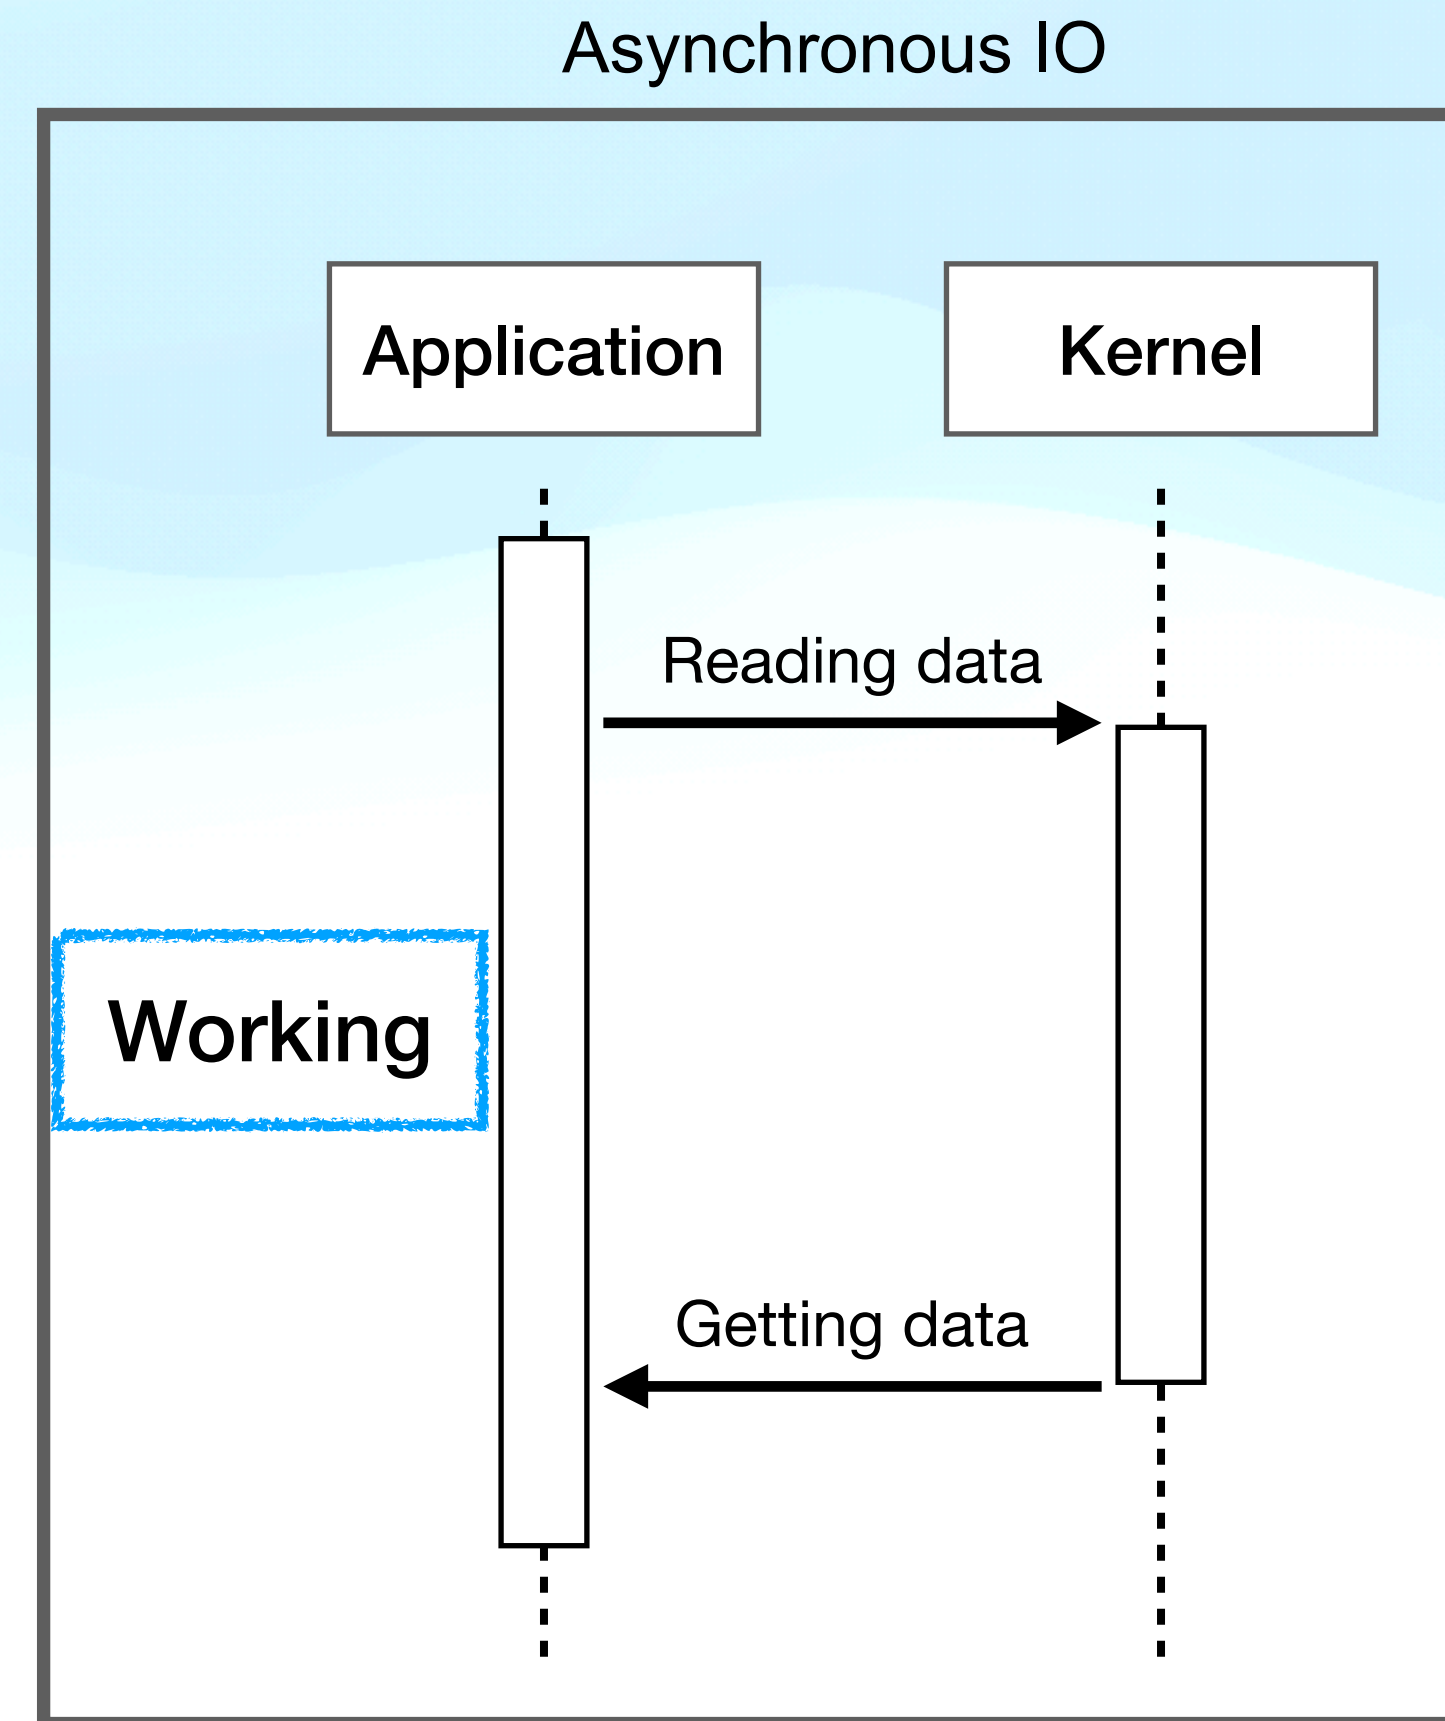 Asynchronous IO
Application
Kernel
Reading data
Working
Getting data